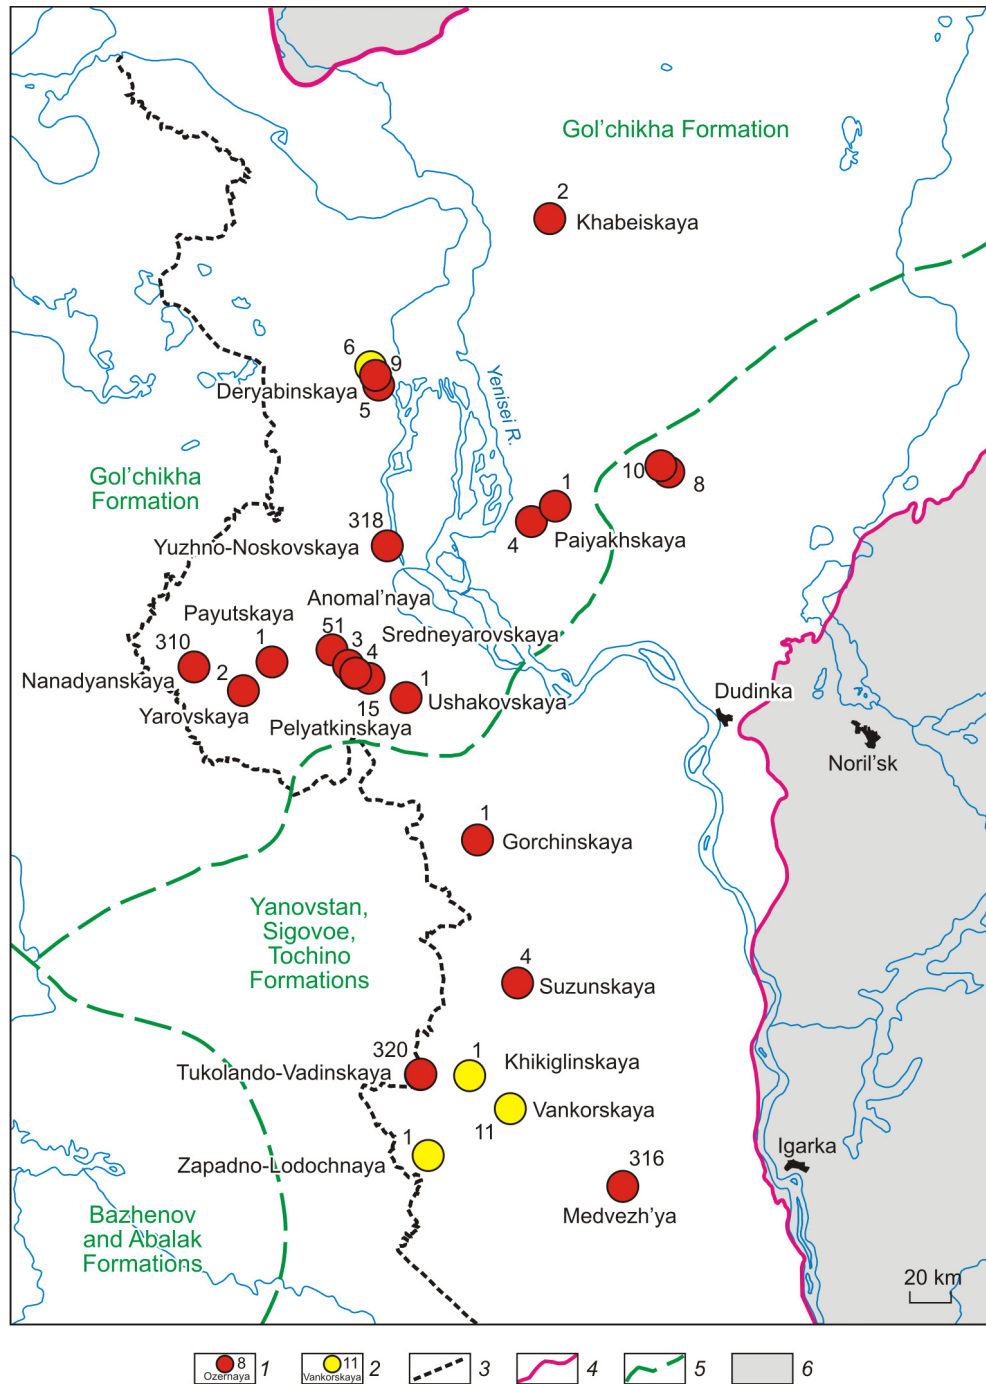 Gol’chikha Formation
2
Khabeiskaya
6
9
Deryabinskaya
5
Yenisei R.
Gol’chikha
Formation
10
8
1
4
Paiyakhskaya
318
Yuzhno-Noskovskaya
Anomal’naya
Payutskaya
51
Sredneyarovskaya
310
1
3
4
Nanadyanskaya
2
1
Ushakovskaya
Yarovskaya
15
Pelyatkinskaya
Dudinka
Noril’sk
1
Gorchinskaya
Yanovstan,
Sigovoe,
Tochino
Formations
4
Suzunskaya
320
Tukolando-Vadinskaya
1
Khikiglinskaya
11
Vankorskaya
1
Zapadno-Lodochnaya
Igarka
316
Medvezh’ya
Bazhenov
and Abalak
Formations
20 km
8
Ozernaya
1
11
Vankorskaya
2
3
4
5
6